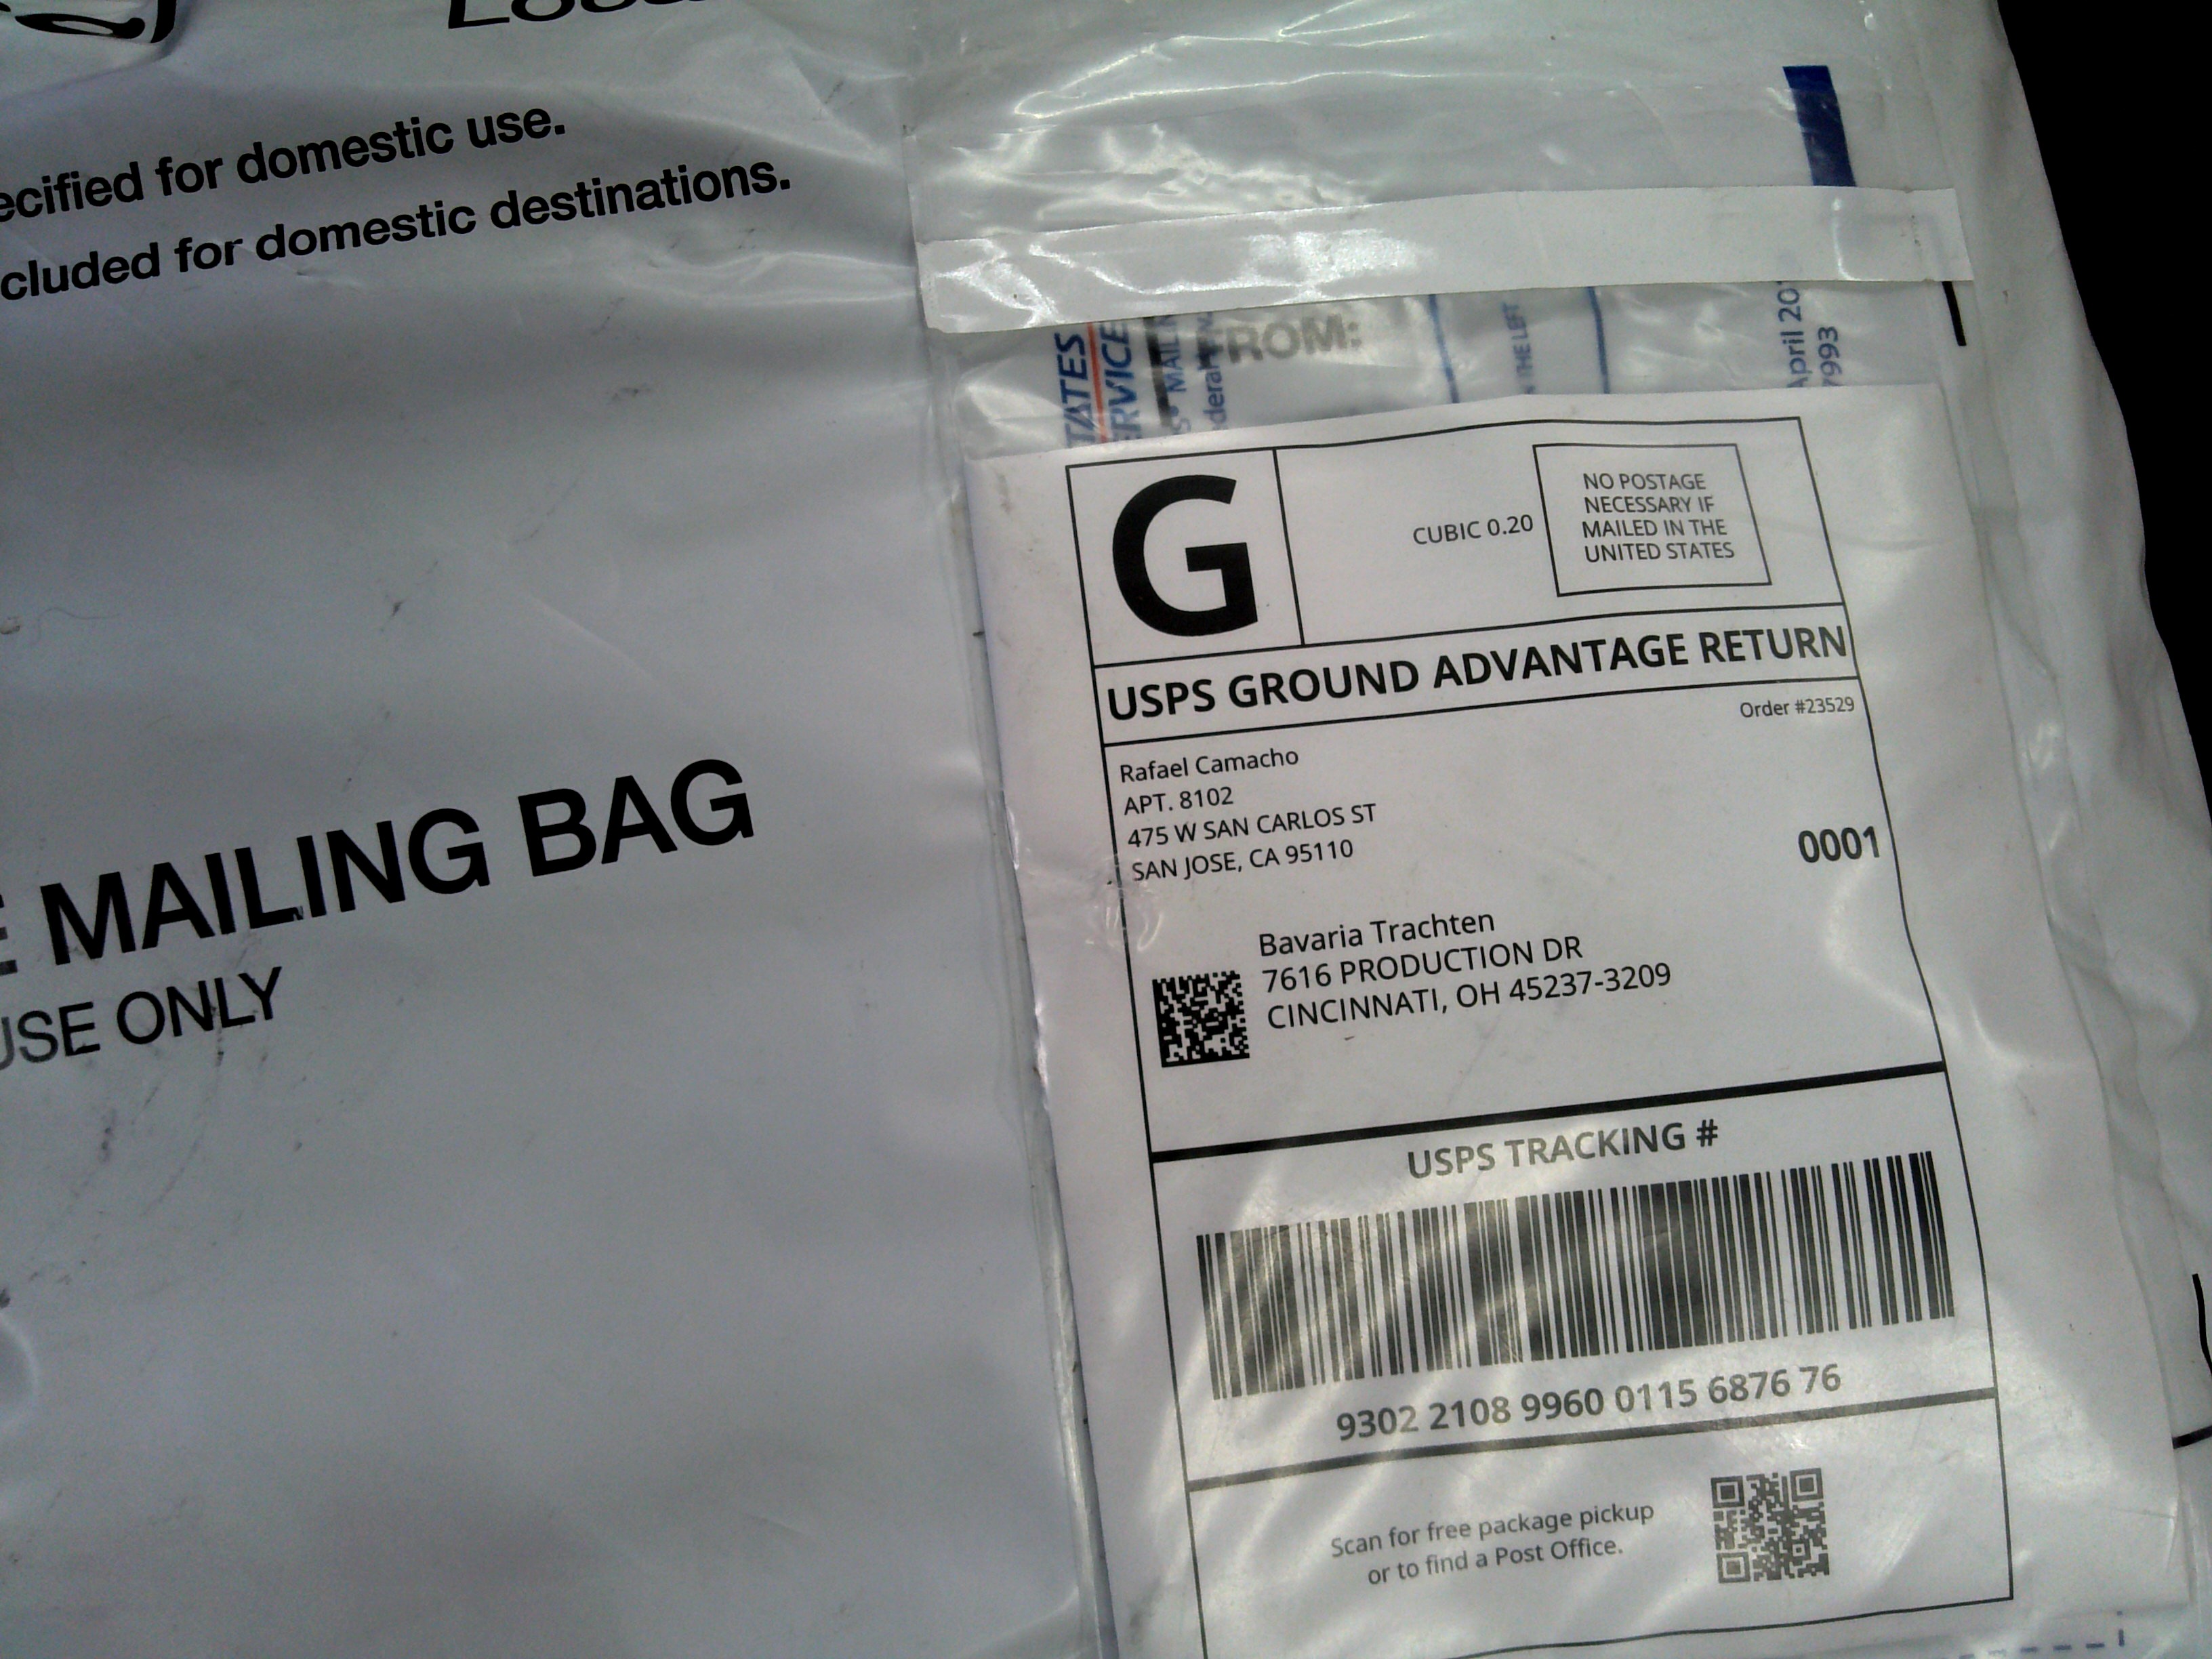 for domestic use.
for domestic destinations.
MAILING BAG
USE ONLY
FROM:
MAIL
THE LEFT
April
7993
G
CUBIC 0.20
NO POSTAGE
NECESSARY IF
MAILED IN THE
UNITED STATES
USPS GROUND ADVANTAGE RETURN
Order #23529
Rafael Camacho
APT. 8102
475 W SAN CARLOS ST
SAN JOSE, CA 95110
0001
Bavaria Trachten
7616 PRODUCTION DR
CINCINNATI, OH 45237-3209
USPS TRACKING #
9302 2108 9960 0115 6876 76
Scan for free package pickup
or to find a Post Office.